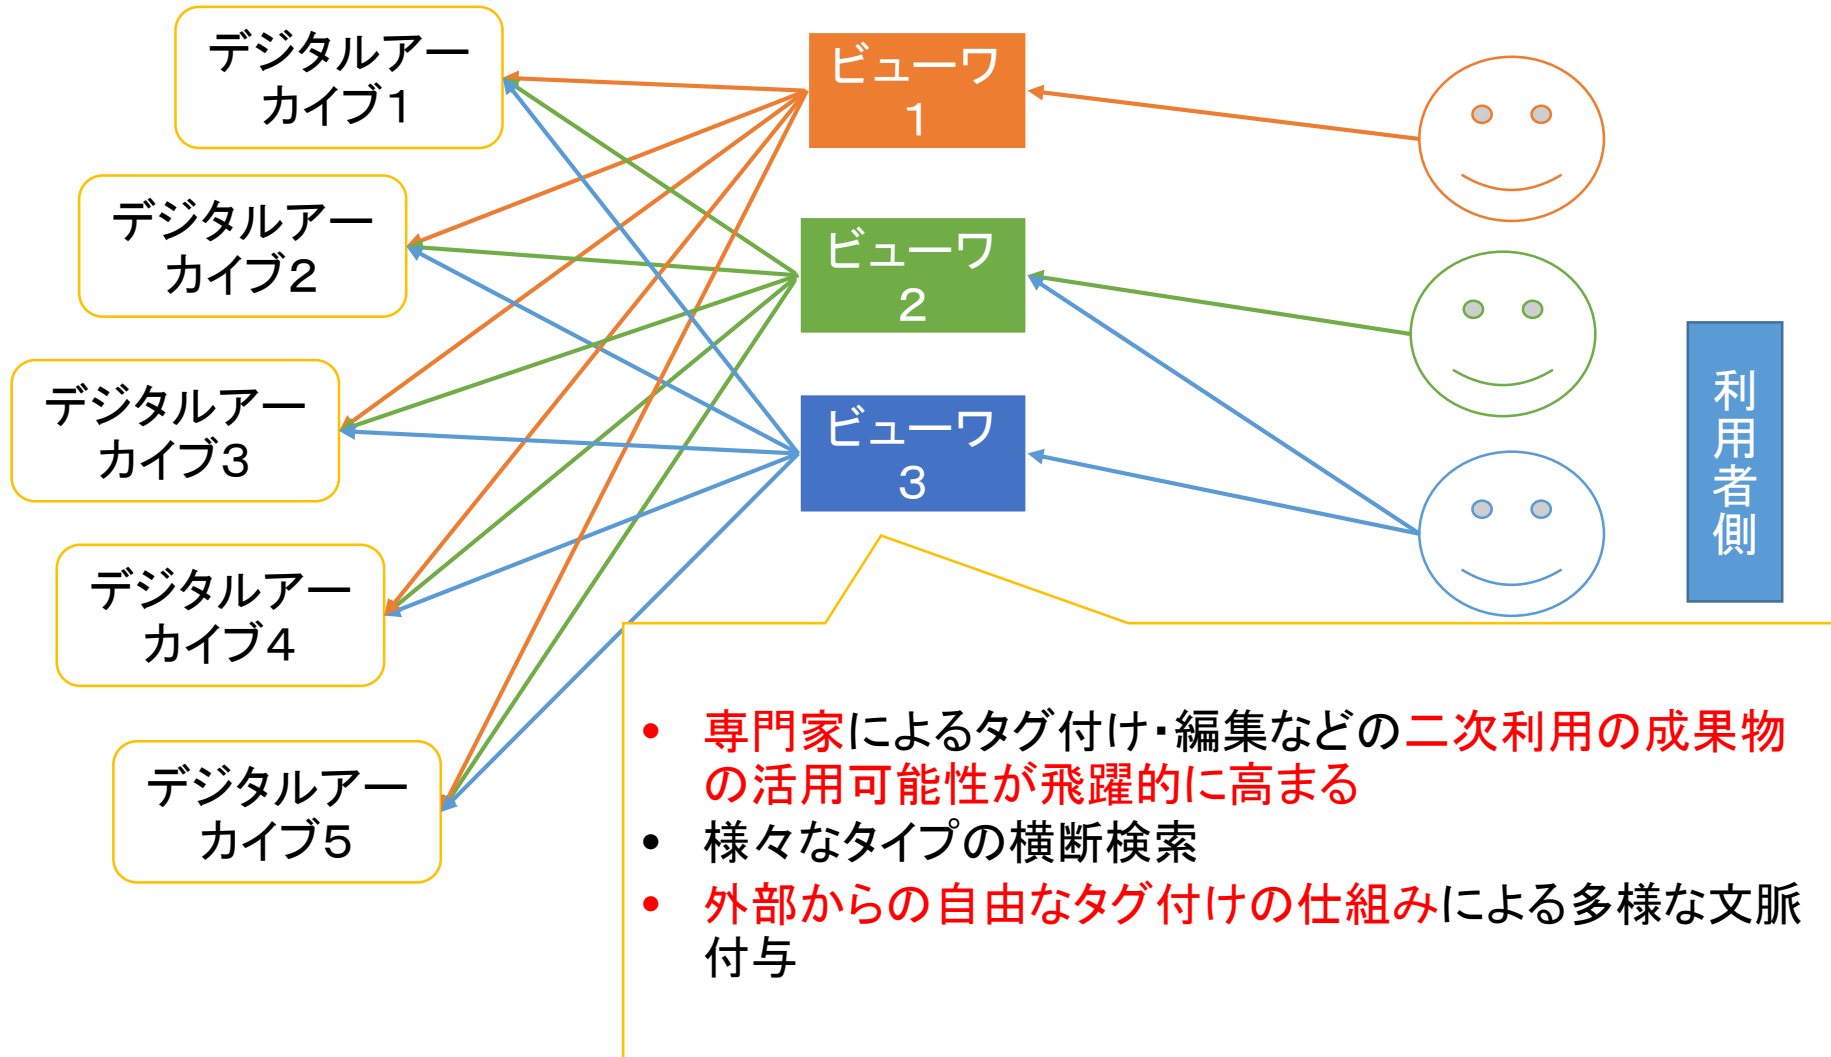 デジタルアー
カイブ１
デジタルアー
カイブ２
デジタルアー
カイブ３
デジタルアー
カイブ４
デジタルアー
カイブ５
ビューワ
１
ビューワ
２
ビューワ
３
利用者側
• 専門家によるタグ付け・編集などの二次利用の成果物
の活用可能性が飛躍的に高まる
• 様々なタイプの横断検索
• 外部からの自由なタグ付けの仕組みによる多様な文脈
付与